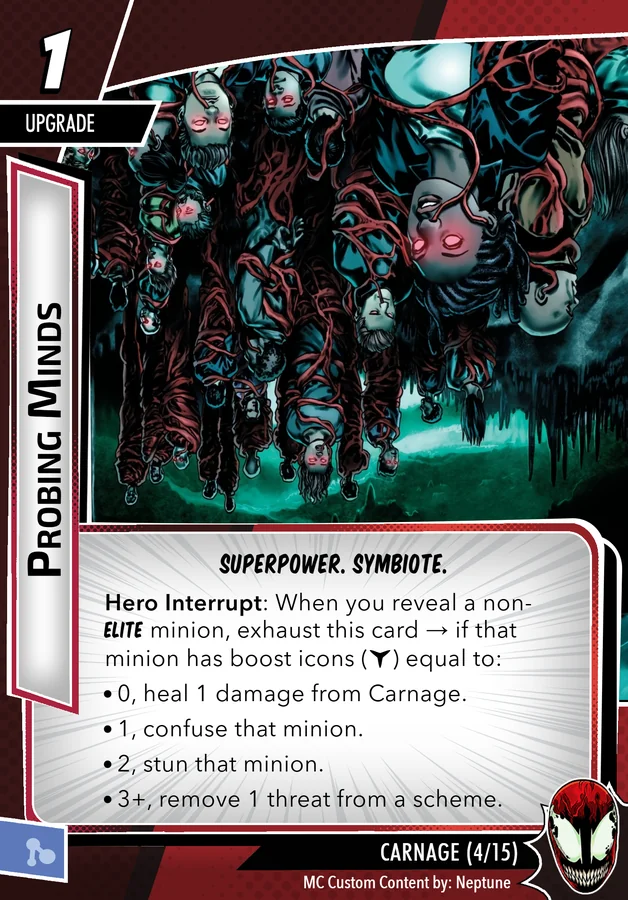 1
UPGRADE
PROBING MINDS
SUPERPOWER. SYMBIOTE.
Hero Interrupt: When you reveal a non-
ELITE minion, exhaust this card → if that
minion has boost icons () equal to:
• 0, heal 1 damage from Carnage.
• 1, confuse that minion.
• 2, stun that minion.
• 3+, remove 1 threat from a scheme.
CARNAGE (4/15)
MC Custom Content by: Neptune